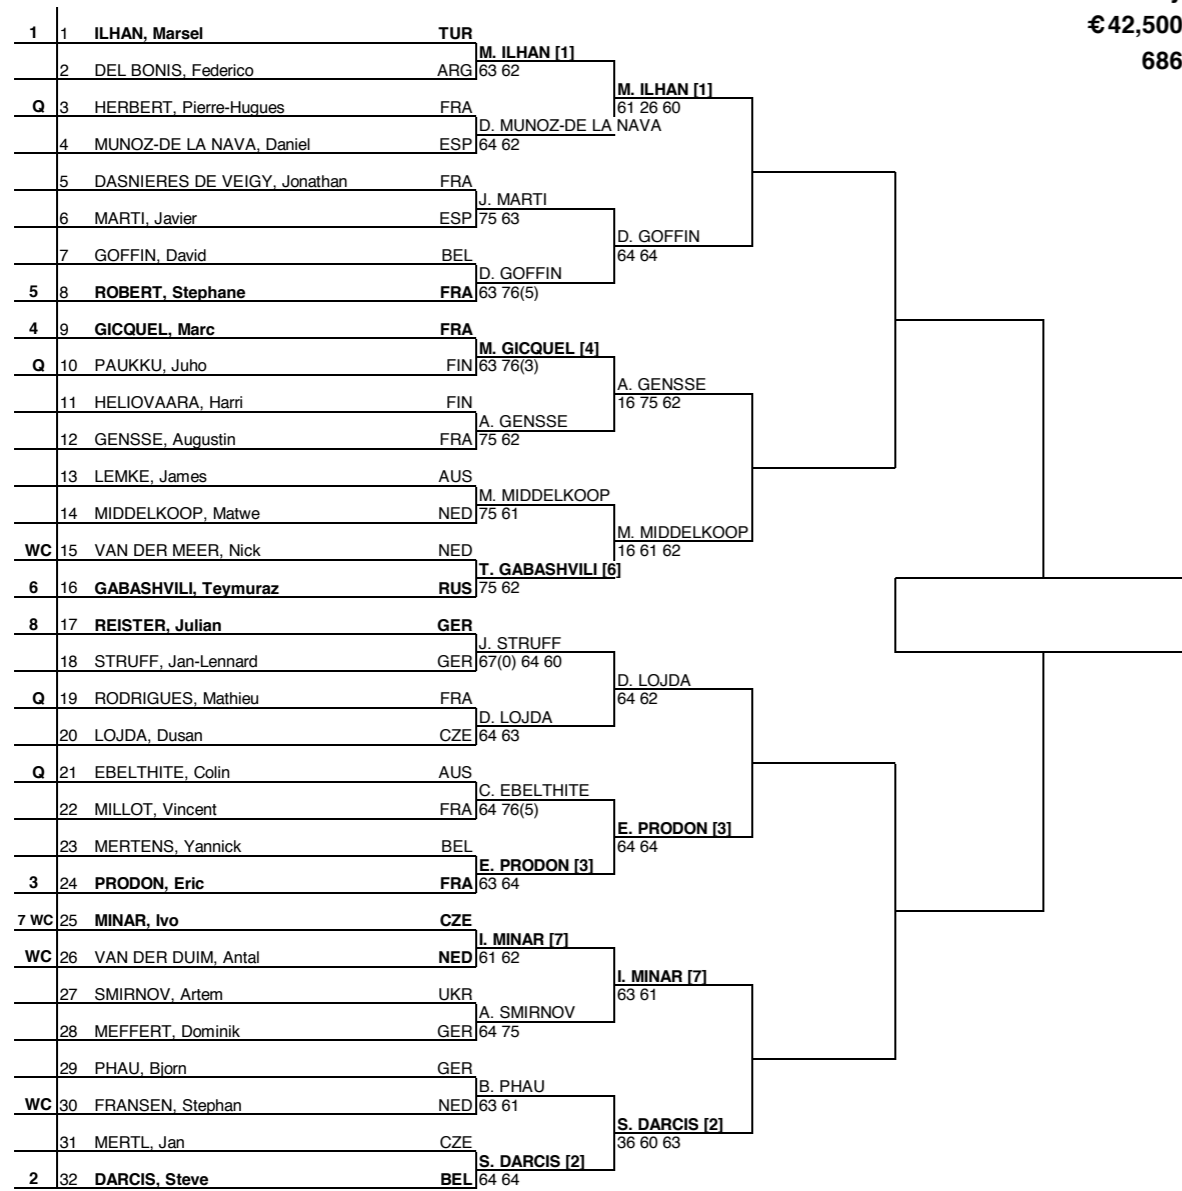 €42,500
686
1 1 ILHAN, Marsel TUR
M. ILHAN [1]
2 DEL BONIS, Federico ARG 63 62
M. ILHAN [1]
Q 3 HERBERT, Pierre-Hugues FRA 61 26 60
D. MUNOZ-DE LA NAVA
4 MUNOZ-DE LA NAVA, Daniel ESP 64 62
5 DASNIERES DE VEIGY, Jonathan FRA
J. MARTI
6 MARTI, Javier ESP 75 63
D. GOFFIN
7 GOFFIN, David BEL 64 64
D. GOFFIN
5 8 ROBERT, Stephane FRA 63 76(5)
4 9 GICQUEL, Marc FRA
M. GICQUEL [4]
Q 10 PAUKKU, Juho FIN 63 76(3)
A. GENSSE
11 HELIOVAARA, Harri FIN 16 75 62
A. GENSSE
12 GENSSE, Augustin FRA 75 62
13 LEMKE, James AUS
M. MIDDELKOOP
14 MIDDELKOOP, Matwe NED 75 61
M. MIDDELKOOP
WC 15 VAN DER MEER, Nick NED 16 61 62
T. GABASHVILI [6]
6 16 GABASHVILI, Teymuraz RUS 75 62
8 17 REISTER, Julian GER
J. STRUFF
18 STRUFF, Jan-Lennard GER 67(0) 64 60
D. LOJDA
Q 19 RODRIGUES, Mathieu FRA 64 62
D. LOJDA
20 LOJDA, Dusan CZE 64 63
Q 21 EBELTHITE, Colin AUS
C. EBELTHITE
22 MILLOT, Vincent FRA 64 76(5)
E. PRODON [3]
23 MERTENS, Yannick BEL 64 64
E. PRODON [3]
3 24 PRODON, Eric FRA 63 64
7 WC 25 MINAR, Ivo CZE
I. MINAR [7]
WC 26 VAN DER DUIM, Antal NED 61 62
I. MINAR [7]
27 SMIRNOV, Artem UKR 63 61
A. SMIRNOV
28 MEFFERT, Dominik GER 64 75
29 PHAU, Bjorn GER
B. PHAU
WC 30 FRANSEN, Stephan NED 63 61
S. DARCIS [2]
31 MERTL, Jan CZE 36 60 63
S. DARCIS [2]
2 32 DARCIS, Steve BEL 64 64